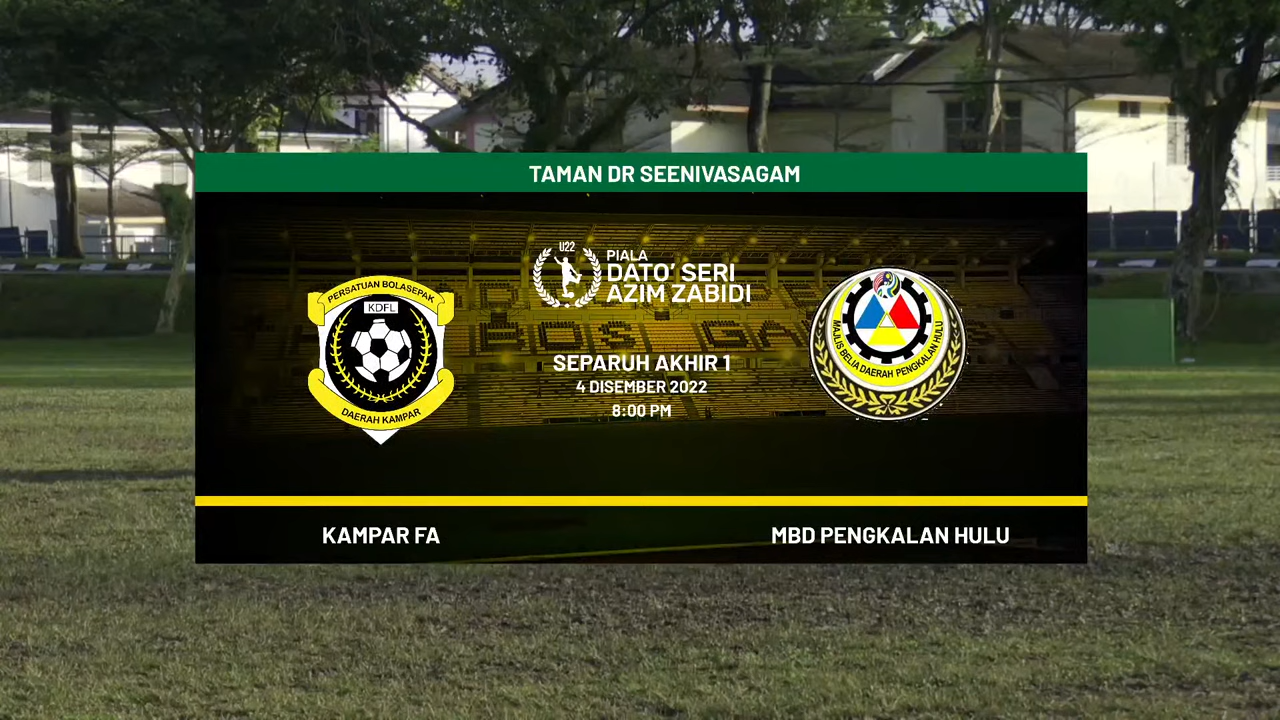 TAMAN DR SEENIVASAGAM
U22
PIALA
DATO' SERI
AZIM ZABIDI
PERSATUAN BOLASEPAK
KDFL
DAERAH KAMPAR
SEPARUH AKHIR 1
4 DISEMBER 2022
8:00 PM
MAJLIS BELIA DAERAH PENGKALAN HULU
KAMPAR FA
MBD PENGKALAN HULU